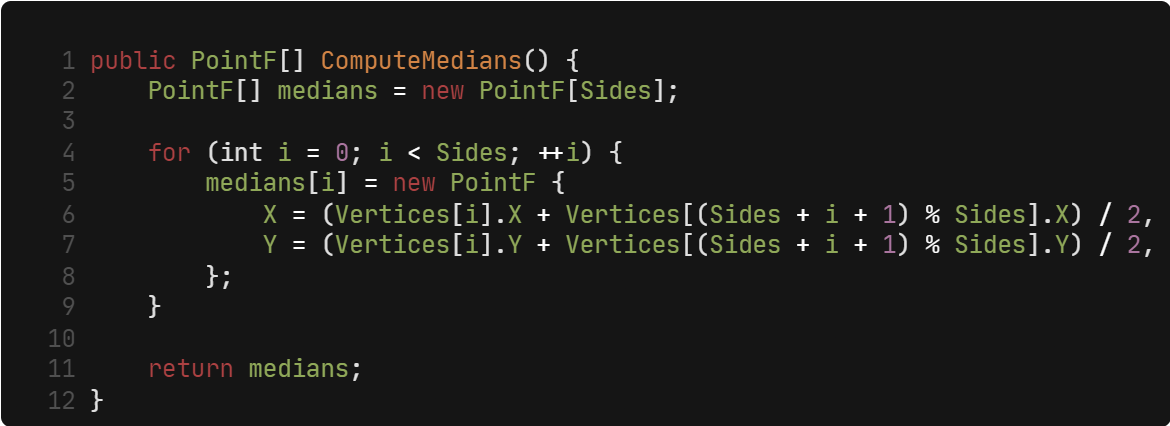 1 public PointF[] ComputeMedians() {
2     PointF[] medians = new PointF[Sides];
3
4     for (int i = 0; i < Sides; ++i) {
5         medians[i] = new PointF {
6             X = (Vertices[i].X + Vertices[(Sides + i + 1) % Sides].X) / 2,
7             Y = (Vertices[i].Y + Vertices[(Sides + i + 1) % Sides].Y) / 2,
8         };
9     }
10
11     return medians;
12 }